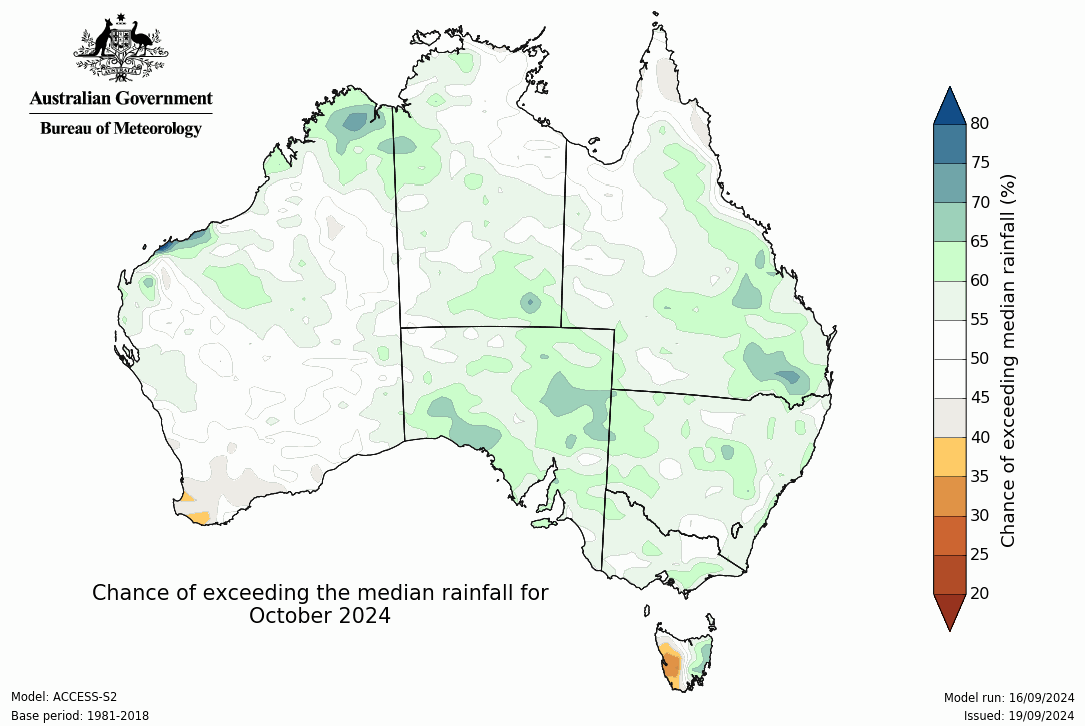 AUSTRALIA
Australian Government
Bureau of Meteorology
80
75
70
65
60
55
50
45
40
35
30
25
20
Chance of exceeding median rainfall (%)
Chance of exceeding the median rainfall for
October 2024
Model: ACCESS-S2
Base period: 1981-2018
Model run: 16/09/2024
Issued: 19/09/2024